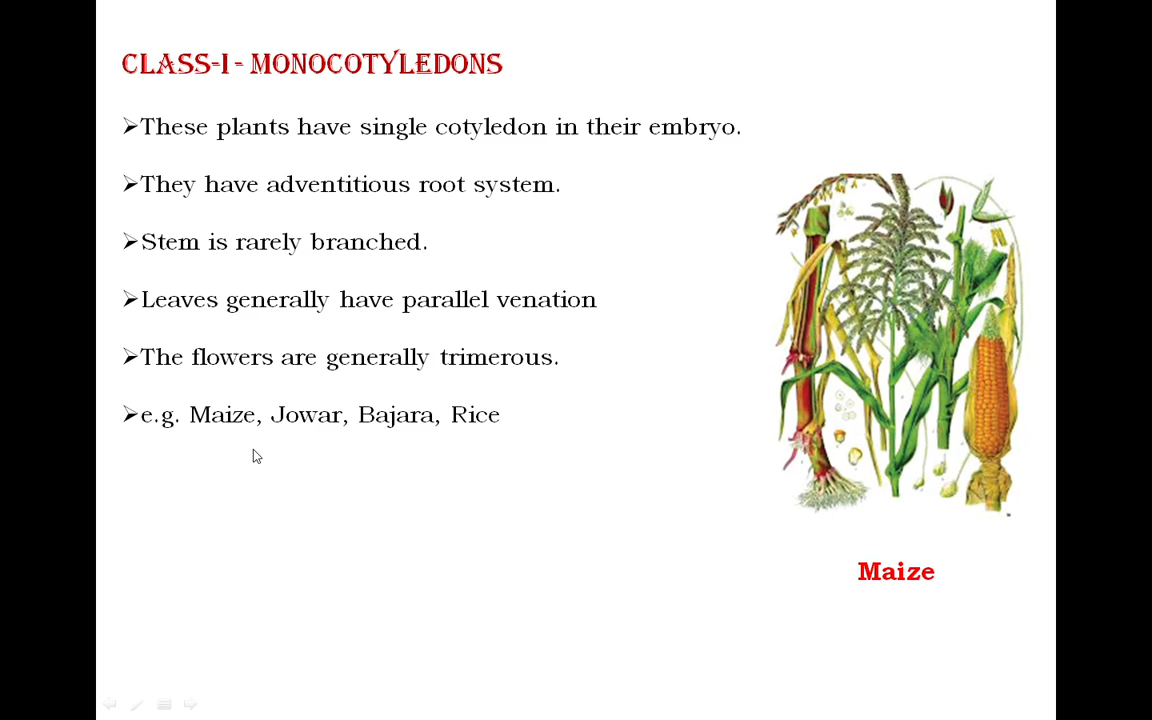 CLASS-I - MONOCOTYLEDONS
➢These plants have single cotyledon in their embryo.
➢They have adventitious root system.
➢Stem is rarely branched.
➢Leaves generally have parallel venation
➢The flowers are generally trimerous.
➢e.g. Maize, Jowar, Bajara, Rice
Maize